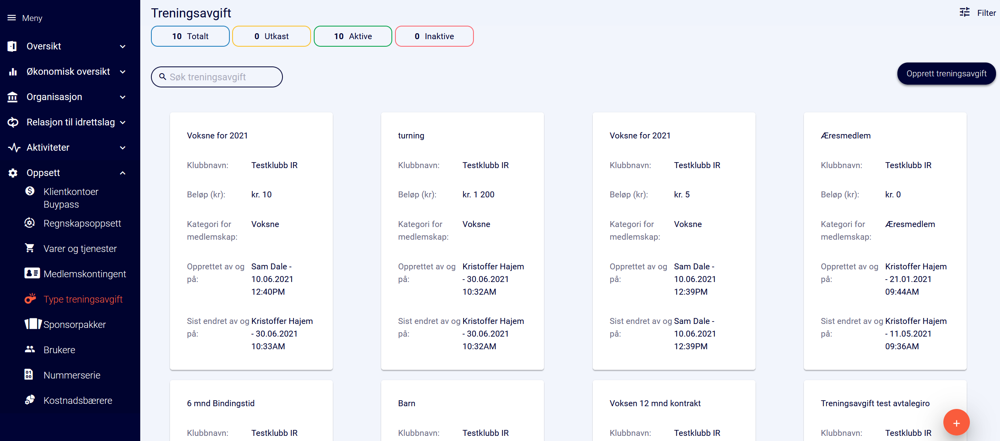 Meny
Oversikt
Økonomisk oversikt
Organisasjon
Relasjon til idrettslag
Aktiviteter
Oppsett
Klientkontoer
Buypass
Regnskapsoppsett
Varer og tjenester
Medlemskontingent
Type treningsavgift
Sponsorpakker
Brukere
Nummerserie
Kostnadsbærere
Treningsavgift
Filter
10 Totalt
0 Utkast
10 Aktive
0 Inaktive
Søk treningsavgift
Opprett treningsavgift
Voksne for 2021
Klubbnavn: Testklubb IR
Beløp (kr): kr. 10
Kategori for Voksne
medlemskap:
Opprettet av og Sam Dale -
på: 10.06.2021
12:40PM
Sist endret av og Kristoffer Hajem
på: - 30.06.2021
10:33AM
turning
Klubbnavn: Testklubb IR
Beløp (kr): kr. 1 200
Kategori for Voksne
medlemskap:
Opprettet av og Kristoffer Hajem
på: - 30.06.2021
10:32AM
Sist endret av og Kristoffer Hajem
på: - 30.06.2021
10:32AM
Voksne for 2021
Klubbnavn: Testklubb IR
Beløp (kr): kr. 5
Kategori for Voksne
medlemskap:
Opprettet av og Sam Dale -
på: 10.06.2021
12:39PM
Sist endret av og Sam Dale -
på: 10.06.2021
12:39PM
Æresmedlem
Klubbnavn: Testklubb IR
Beløp (kr): kr. 0
Kategori for Æresmedlem
medlemskap:
Opprettet av og Kristoffer Hajem
på: - 21.01.2021
09:44AM
Sist endret av og Kristoffer Hajem
på: - 11.05.2021
09:36AM
6 mnd Bindingstid
Klubbnavn: Testklubb IR
Barn
Klubbnavn: Testklubb IR
Voksen 12 mnd kontrakt
Klubbnavn: Testklubb IR
Treningsavgift test avtalegiro
Klubbnavn: Testklubb IR
+